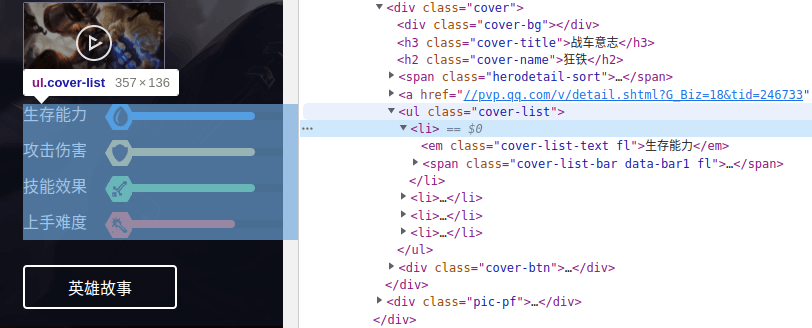 ul.cover-list 357 × 136
生存能力
攻击伤害
技能效果
上手难度
英雄故事
<div class="cover">
<div class="cover-bg"></div>
<h3 class="cover-title">战车意志</h3>
<h2 class="cover-name">狂铁</h2>
<span class="herodetail-sort">…</span>
<a href="//pvp.qq.com/v/detail.shtml?G_Biz=18&tid=246733"
<ul class="cover-list">
… <li> == $0
<em class="cover-list-text fl">生存能力</em>
<span class="cover-list-bar data-bar1 fl">…</span>
</li>
<li>…</li>
<li>…</li>
<li>…</li>
</ul>
<div class="cover-btn">…</div>
</div>
<div class="pic-pf">…</div>
</div>